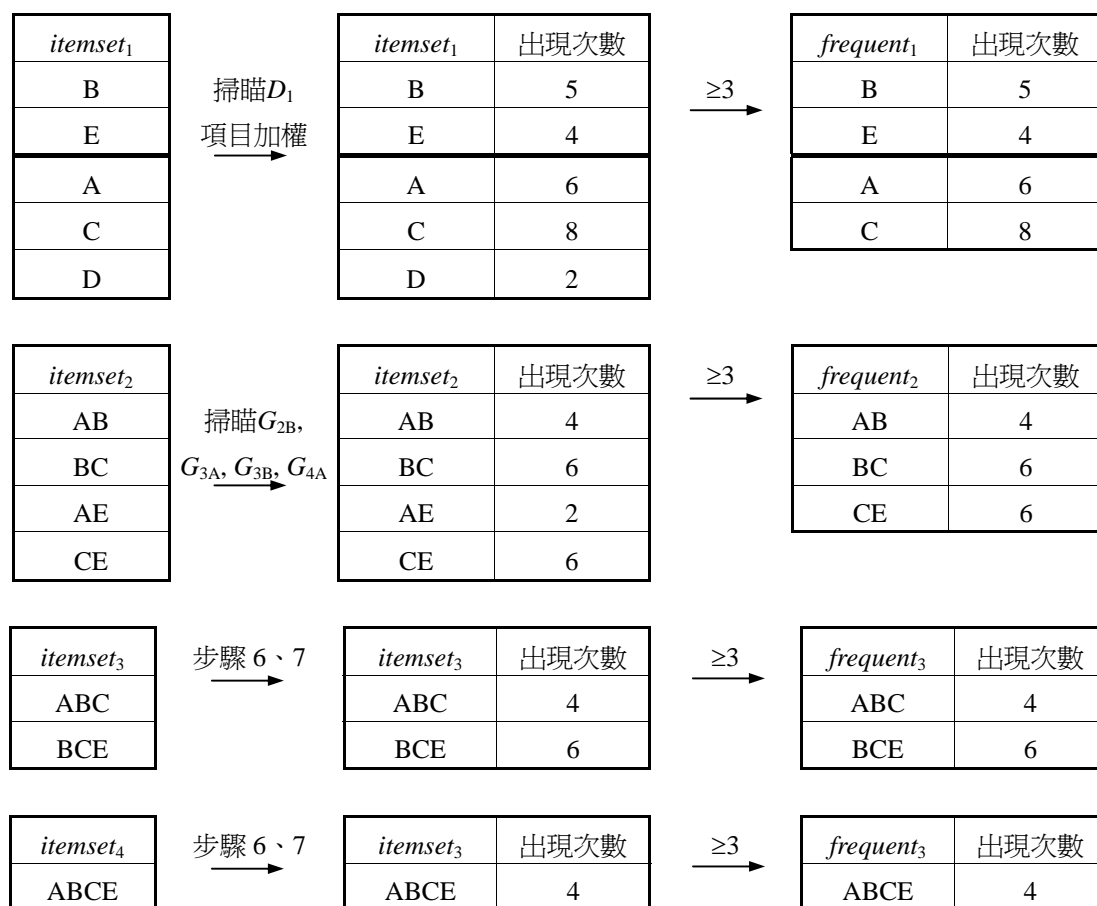 itemset₁ 出現次數 itemset₁ frequent₁ 出現次數
B 掃瞄D₁ B 5 ≥3 B 5
E 項目加權 E 4 E 4
A A 6 A 6
C C 8 C 8
D D 2
itemset₂ itemset₂ 出現次數 ≥3 frequent₂ 出現次數
AB 掃瞄G₂B, AB 4 AB 4
BC G₃A, G₃B, G₄A BC 6 BC 6
AE AE 2 CE 6
CE CE 6
itemset₃ 步驟 6、7 itemset₃ 出現次數 ≥3 frequent₃ 出現次數
ABC ABC 4 ABC 4
BCE BCE 6 BCE 6
itemset₄ 步驟 6、7 itemset₃ 出現次數 ≥3 frequent₃ 出現次數
ABCE ABCE 4 ABCE 4